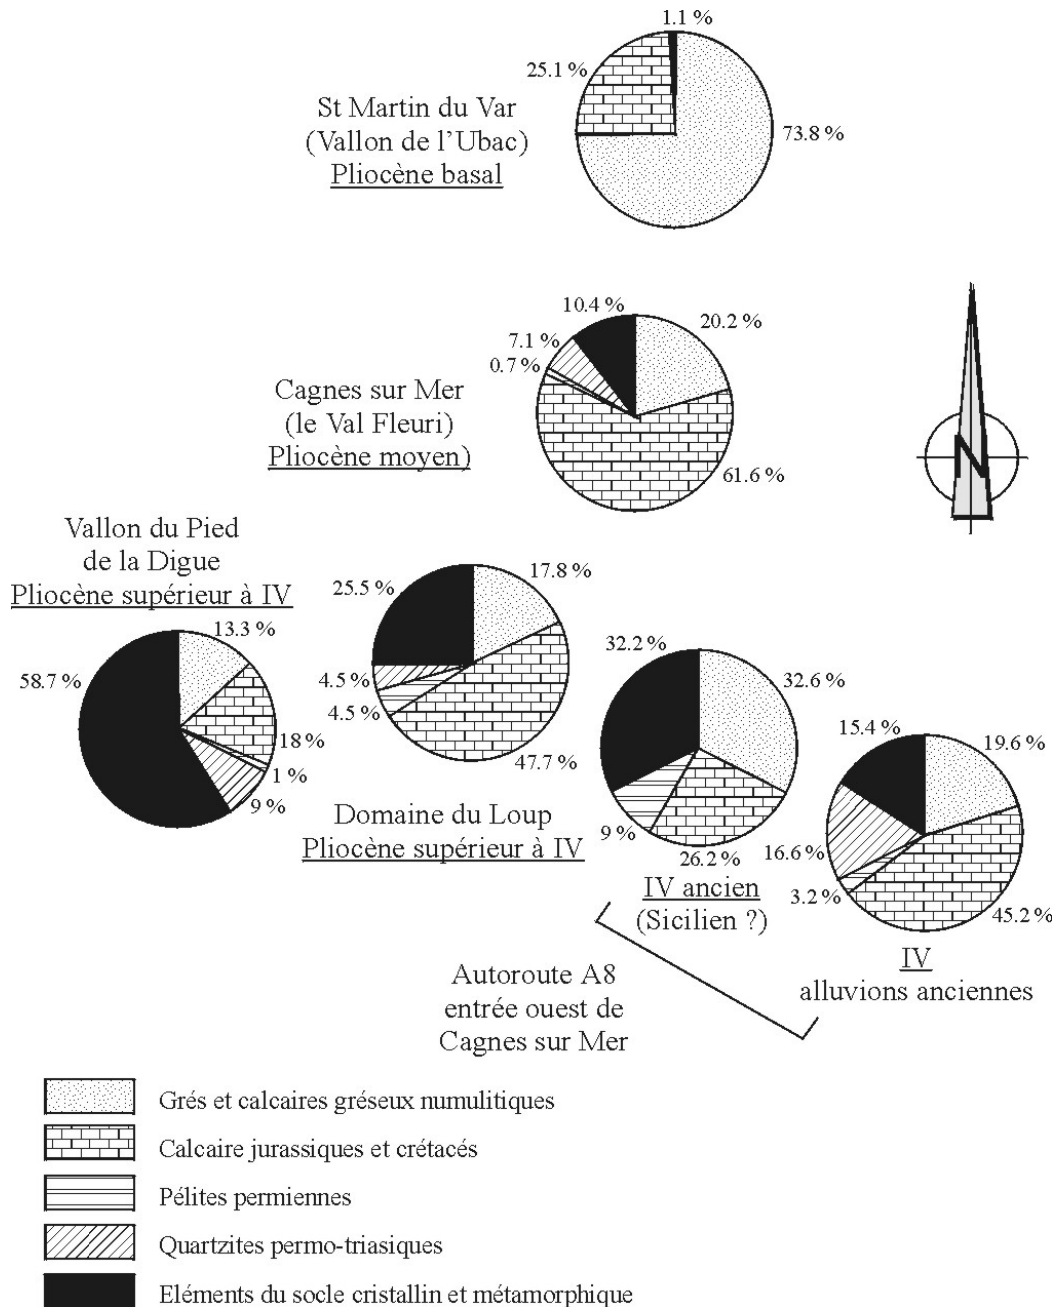 1.1 %
25.1 %
73.8 %
St Martin du Var
(Vallon de l'Ubac)
Pliocène basal
10.4 %
20.2 %
7.1 %
0.7 %
61.6 %
Cagnes sur Mer
(le Val Fleuri)
Pliocène moyen)
N
Vallon du Pied
de la Digue
Pliocène supérieur à IV
13.3 %
58.7 %
18 %
1 %
9 %
25.5 %
17.8 %
4.5 %
4.5 %
47.7 %
Domaine du Loup
Pliocène supérieur à IV
32.2 %
32.6 %
9 %
26.2 %
IV ancien
(Sicilien ?)
15.4 %
19.6 %
16.6 %
3.2 %
45.2 %
IV
alluvions anciennes
Autoroute A8
entrée ouest de
Cagnes sur Mer
Grés et calcaires gréseux numulitiques
Calcaire jurassiques et crétacés
Pélites permiennes
Quartzites permo-triasiques
Eléments du socle cristallin et métamorphique